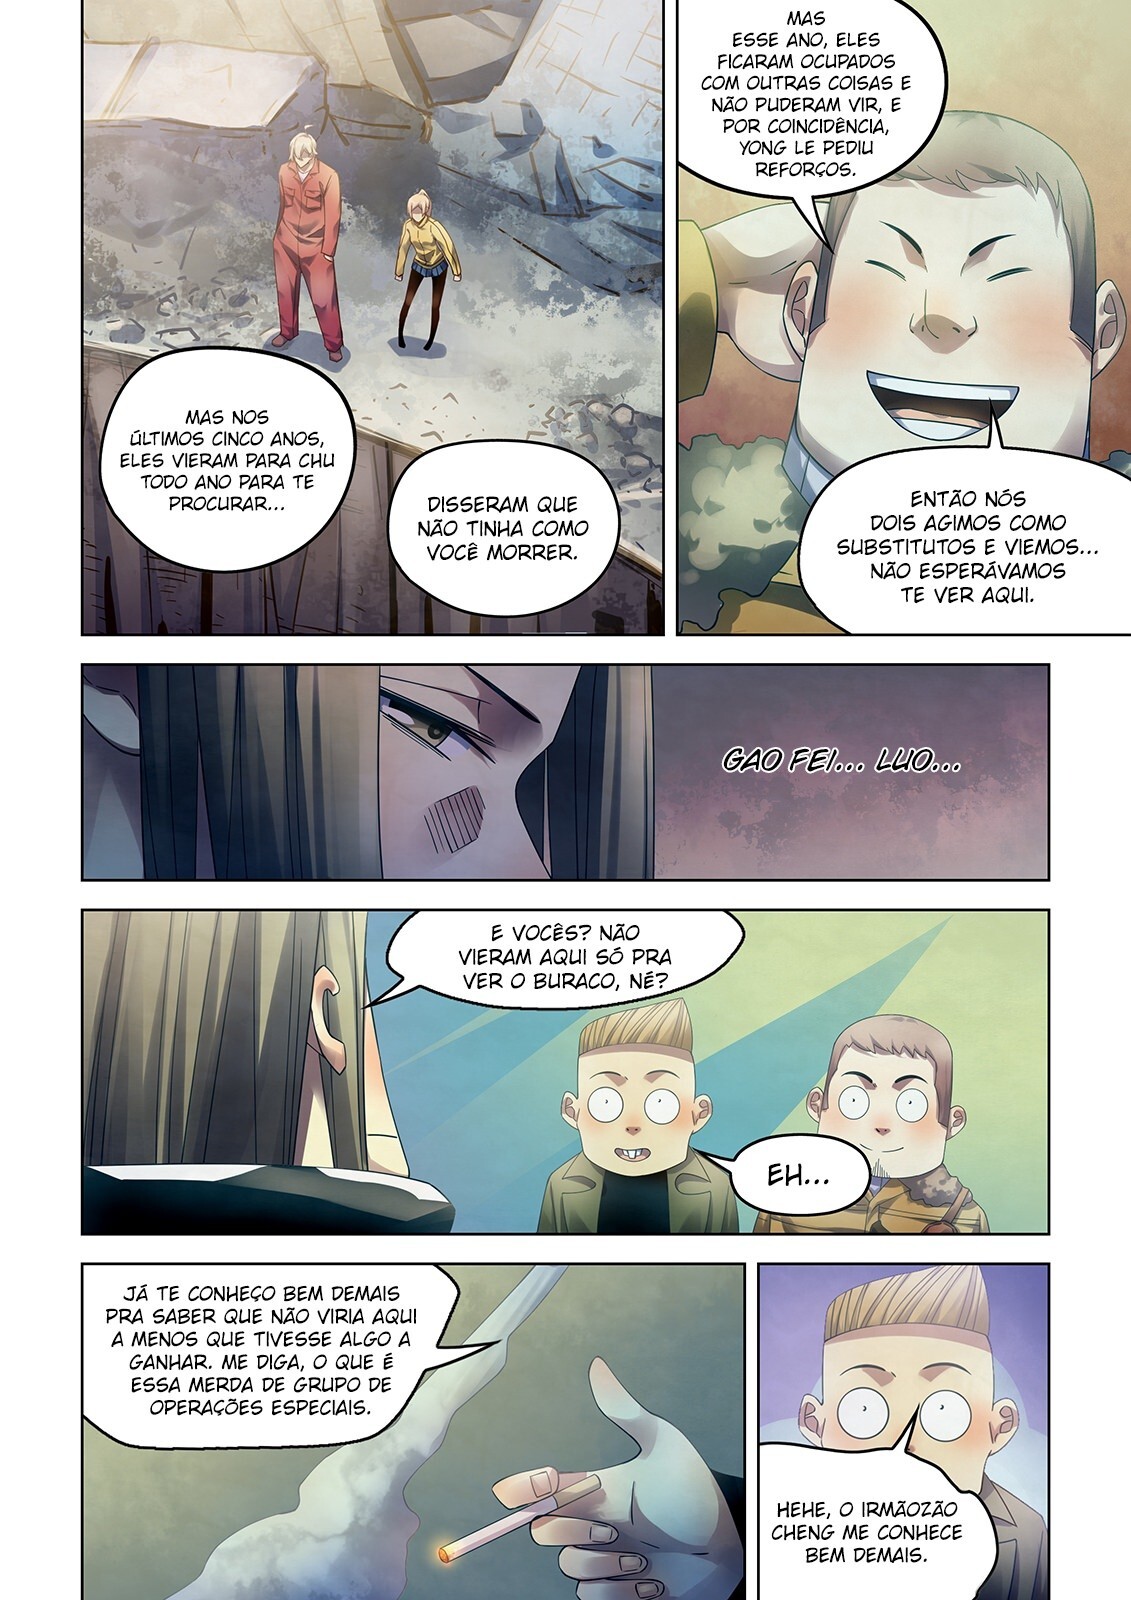 MAS NOS
ÚLTIMOS CINCO ANOS,
ELES VIERAM PARA CHU
TODO ANO PARA TE
PROCURAR...
DISSERAM QUE
NÃO TINHA COMO
VOCÊ MORRER.
MAS
ESSE ANO, ELES
FICARAM OCUPADOS
COM OUTRAS COISAS E
NÃO PUDERAM VIR, E
POR COINCIDÊNCIA,
YONG LE PEDIU
REFORÇOS.
ENTÃO NÓS
DOIS AGIMOS COMO
SUBSTITUTOS E VIEMOS...
NÃO ESPERÁVAMOS
TE VER AQUI.
GAO FEI... LUO...
E VOCÊS? NÃO
VIERAM AQUI SÓ PRA
VER O BURACO, NÉ?
EH...
JÁ TE CONHEÇO BEM DEMAIS
PRA SABER QUE NÃO VIRIA AQUI
A MENOS QUE TIVESSE ALGO A
GANHAR. ME DIGA, O QUE É
ESSA MERDA DE GRUPO DE
OPERAÇÕES ESPECIAIS.
HEHE, O IRMÃOZÃO
CHENG ME CONHECE
BEM DEMAIS.